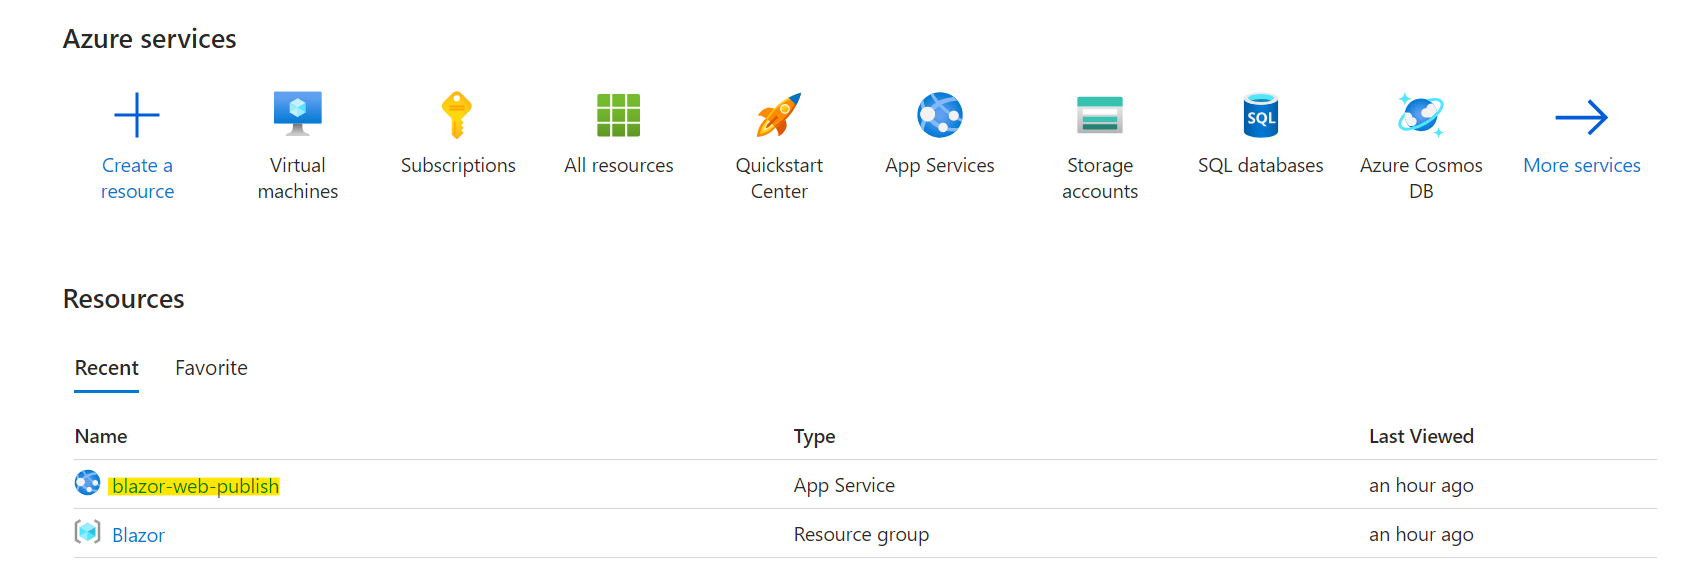 Azure services
Create a resource
Virtual machines
Subscriptions
All resources
Quickstart Center
App Services
Storage accounts
SQL
SQL databases
Azure Cosmos DB
More services
Resources
Recent Favorite
Name Type Last Viewed
blazor-web-publish App Service an hour ago
Blazor Resource group an hour ago